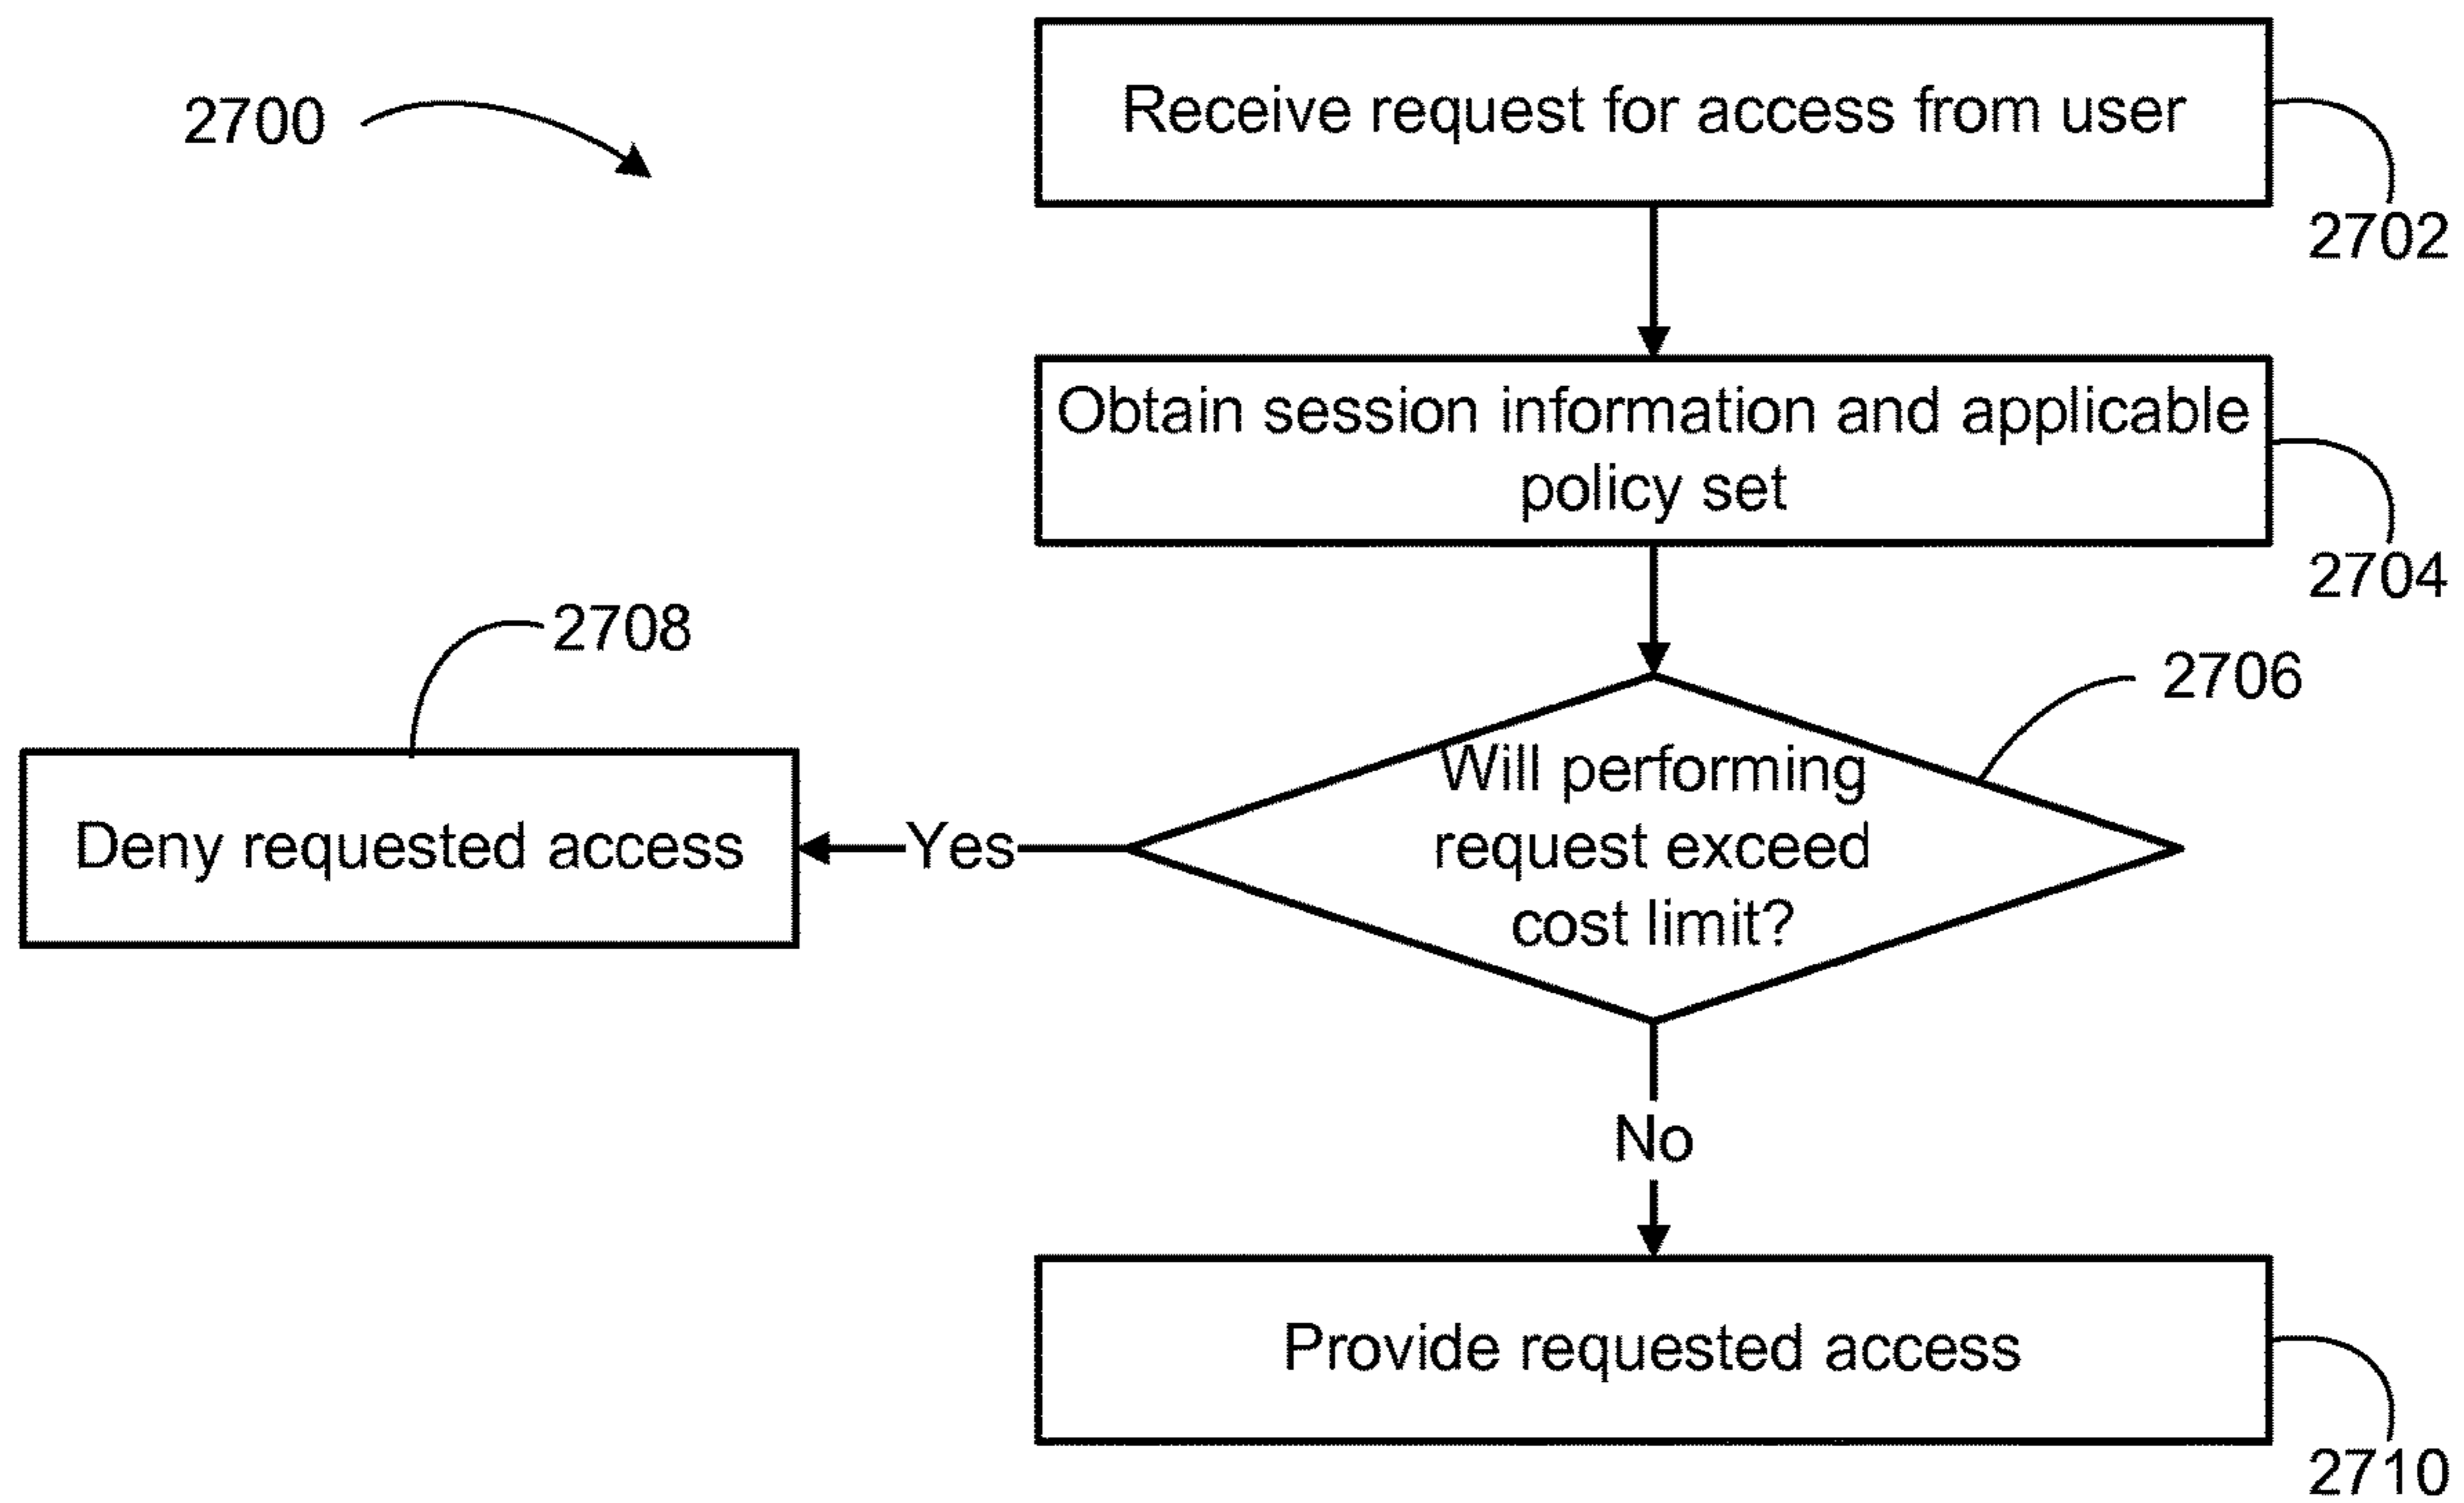 2700
Receive request for access from user
2702
Obtain session information and applicable
policy set
2704
2708
2706
Will performing
request exceed
cost limit?
Yes
Deny requested access
No
Provide requested access
2710